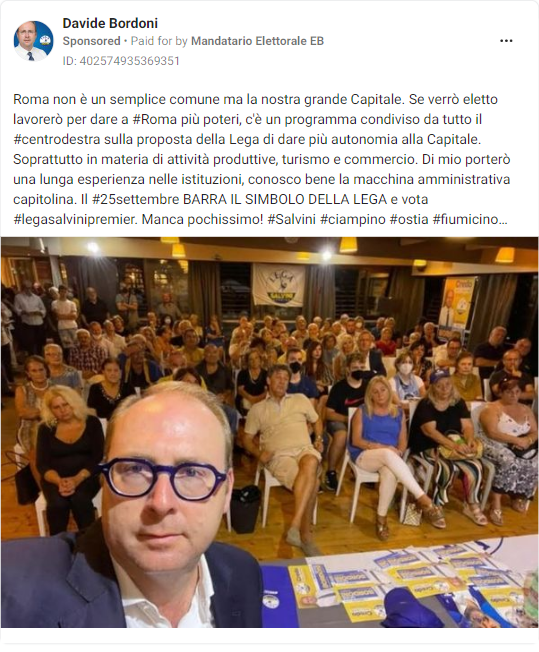 Davide Bordoni
Sponsored • Paid for by Mandatario Elettorale EB
ID: 402574935369351
Roma non è un semplice comune ma la nostra grande Capitale. Se verrò eletto
lavorerò per dare a #Roma più poteri, c'è un programma condiviso da tutto il
#centrodestra sulla proposta della Lega di dare più autonomia alla Capitale.
Soprattutto in materia di attività produttive, turismo e commercio. Di mio porterò
una lunga esperienza nelle istituzioni, conosco bene la macchina amministrativa
capitolina. Il #25settembre BARRA IL SIMBOLO DELLA LEGA e vota
#legasalvinipremier. Manca pochissimo! #Salvini #ciampino #ostia #fiumicino...
LEGA
SALVINI
Credo